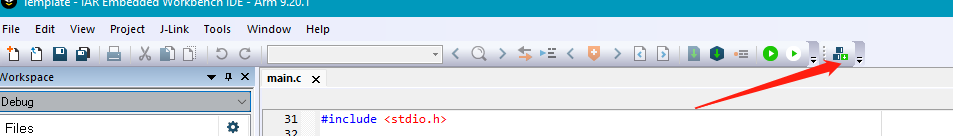 Template - IAR Embedded Workbench IDE - Arm 9.20.1
File Edit View Project J-Link Tools Window Help
Workspace
main.c
Debug
Files
31 #include <stdio.h>
32